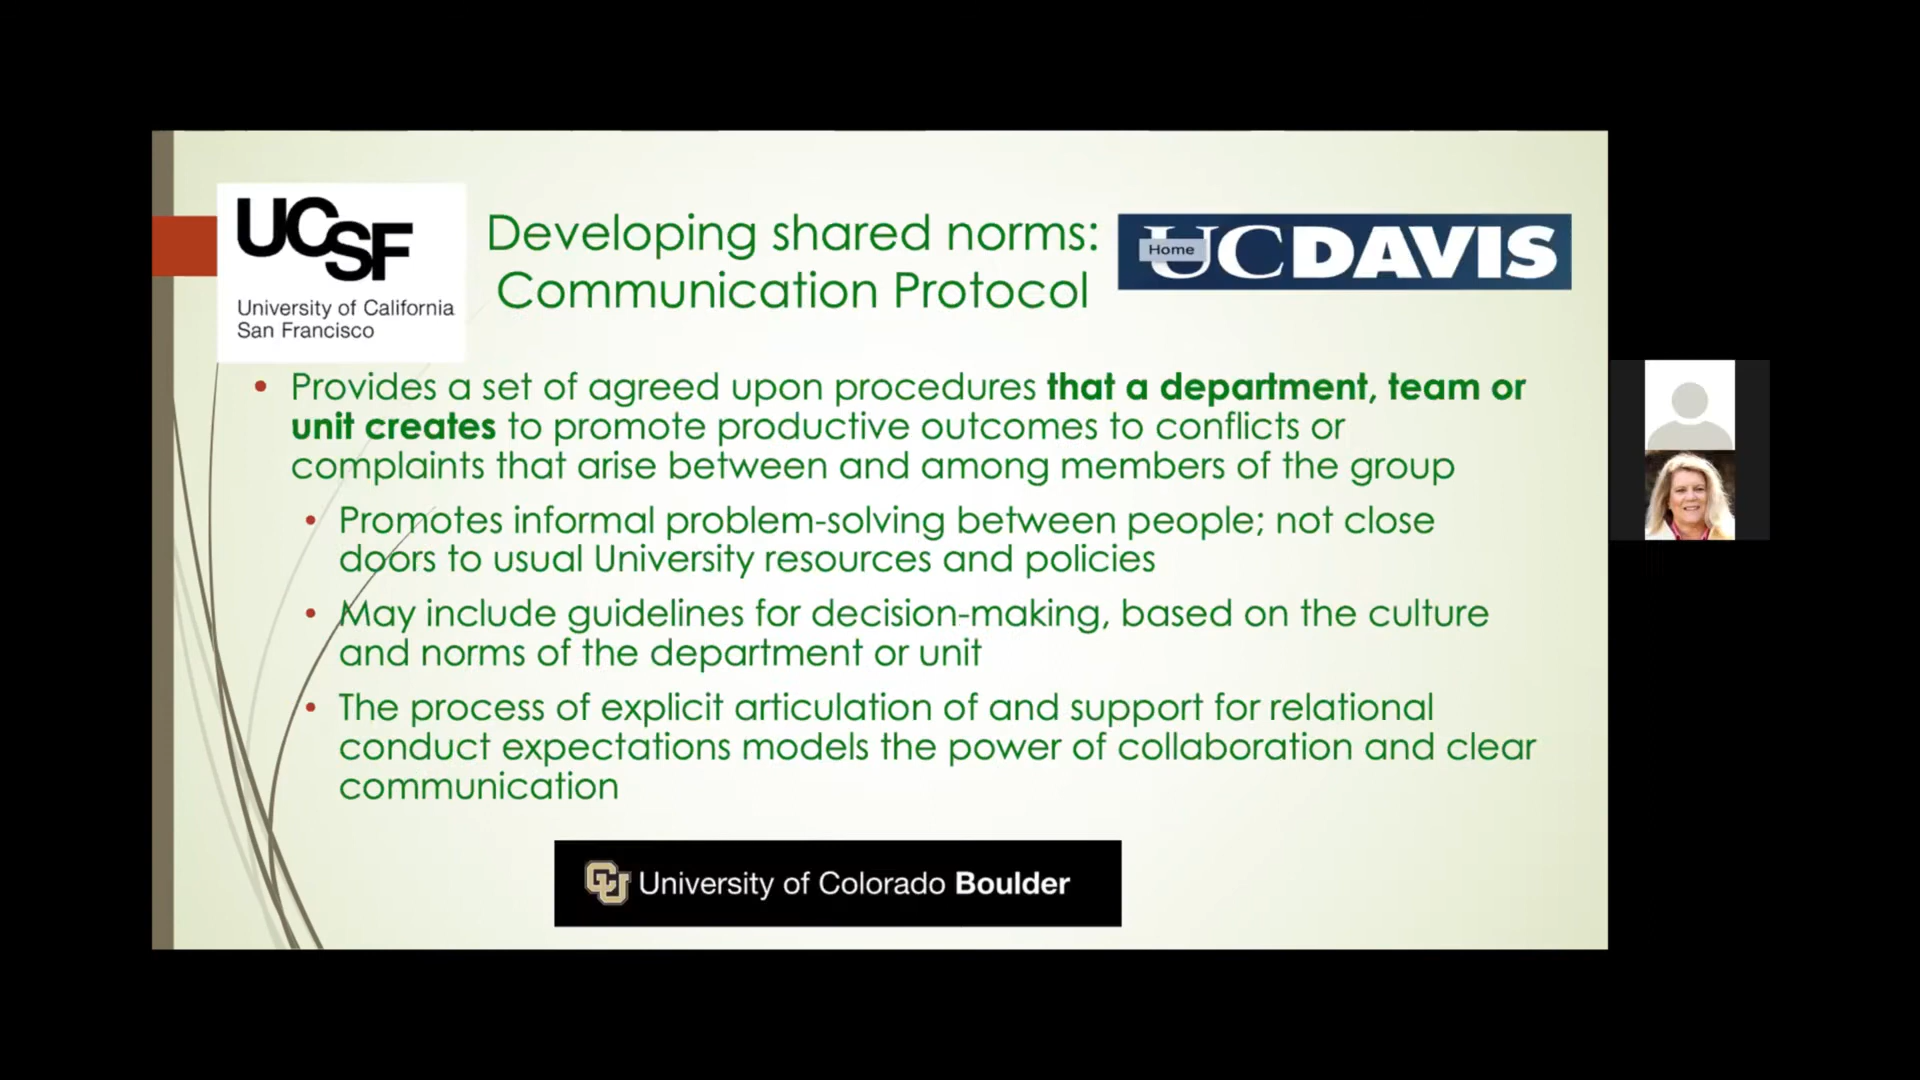 UCSF
University of California
San Francisco
Developing shared norms:
Communication Protocol
UCDAVIS
Home
• Provides a set of agreed upon procedures that a department, team or
unit creates to promote productive outcomes to conflicts or
complaints that arise between and among members of the group
• Promotes informal problem-solving between people; not close
doors to usual University resources and policies
• May include guidelines for decision-making, based on the culture
and norms of the department or unit
• The process of explicit articulation of and support for relational
conduct expectations models the power of collaboration and clear
communication
CU University of Colorado Boulder